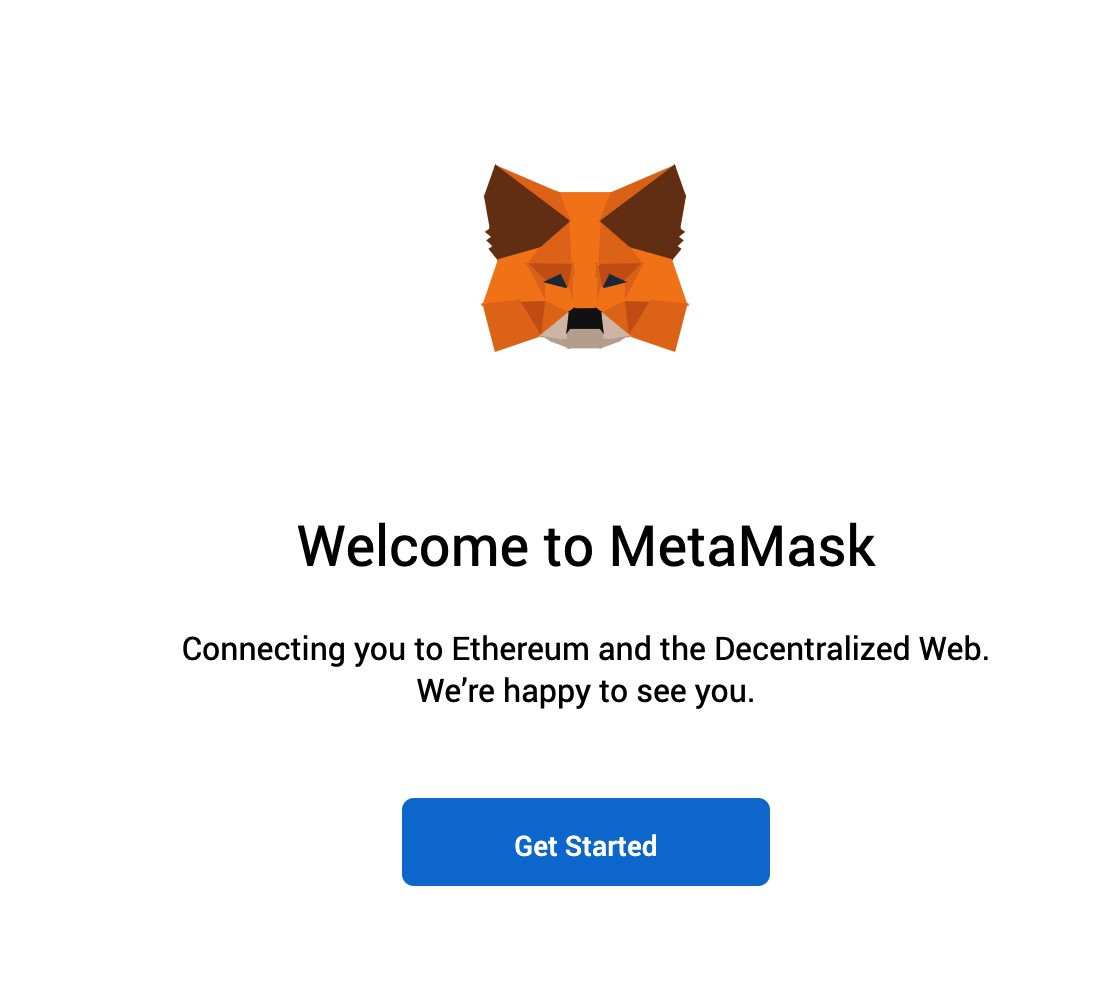 Welcome to MetaMask
Connecting you to Ethereum and the Decentralized Web.
We’re happy to see you.
Get Started